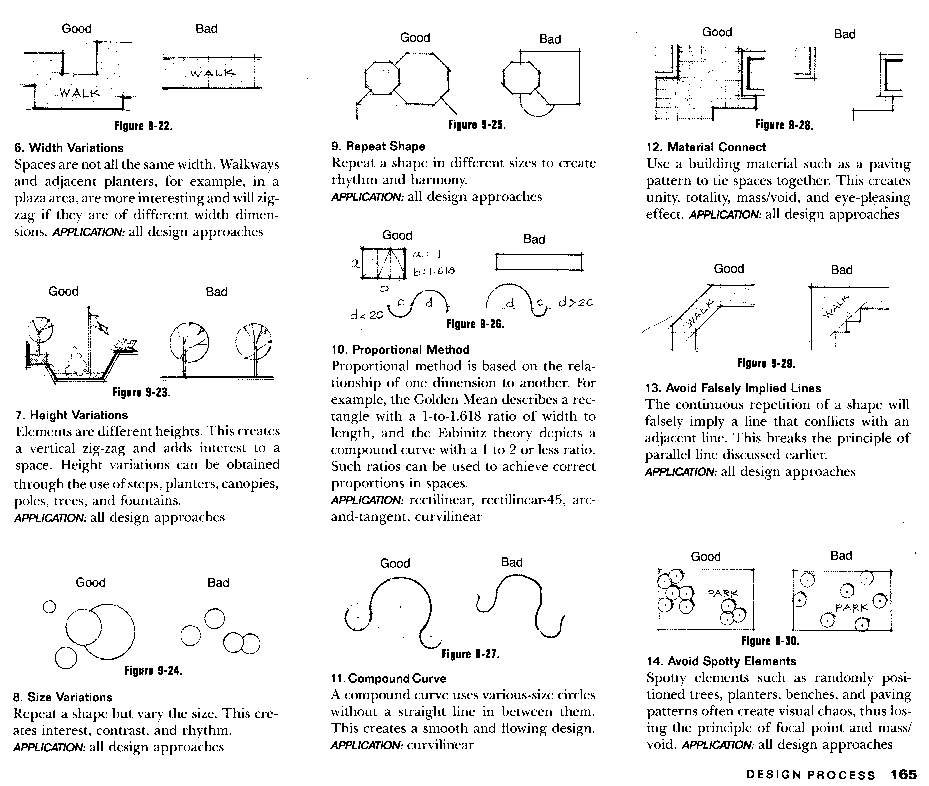 Good Bad
WALK
WALK
Figure 9-22.
6. Width Variations
Spaces are not all the same width. Walkways
and adjacent planters, for example, in a
plaza area, are more interesting and will zig-
zag if they are of different width dimen-
sions. APPLICATION: all design approaches
Good Bad
Figure 9-23.
7. Height Variations
Elements are different heights. This creates
a vertical zig-zag and adds interest to a
space. Height variations can be obtained
through the use of steps, planters, canopies,
poles, trees, and fountains.
APPLICATION: all design approaches
Good Bad
Figure 9-24.
8. Size Variations
Repeat a shape but vary the size. This cre-
ates interest, contrast, and rhythm.
APPLICATION: all design approaches
Good Bad
Figure 9-25.
9. Repeat Shape
Repeat a shape in different sizes to create
rhythm and harmony.
APPLICATION: all design approaches
Good Bad
a a = 1
b = 1.618
d<2c c d d c d>2c
Figure 9-26.
10. Proportional Method
Proportional method is based on the rela-
tionship of one dimension to another. For
example, the Golden Mean describes a rec-
tangle with a 1-to-1.618 ratio of width to
length, and the Fabinitz theory depicts a
compound curve with a 1 to 2 or less ratio.
Such ratios can be used to achieve correct
proportions in spaces.
APPLICATION: rectilinear, rectilinear-45, arc-
and-tangent, curvilinear
Good Bad
Figure 9-27.
11. Compound Curve
A compound curve uses various-size circles
without a straight line in between them.
This creates a smooth and flowing design.
APPLICATION: curvilinear
Good Bad
Figure 9-28.
12. Material Connect
Use a building material such as a paving
pattern to tie spaces together. This creates
unity, totality, mass/void, and eye-pleasing
effect. APPLICATION: all design approaches
Good Bad
WALK
WALK
Figure 9-29.
13. Avoid Falsely Implied Lines
The continuous repetition of a shape will
falsely imply a line that conflicts with an
adjacent line. This breaks the principle of
parallel line discussed earlier.
APPLICATION: all design approaches
Good Bad
PARK
PARK
Figure 9-30.
14. Avoid Spotty Elements
Spotty elements such as randomly posi-
tioned trees, planters, benches, and paving
patterns often create visual chaos, thus los-
ing the principle of focal point and mass/
void. APPLICATION: all design approaches
DESIGN PROCESS 165